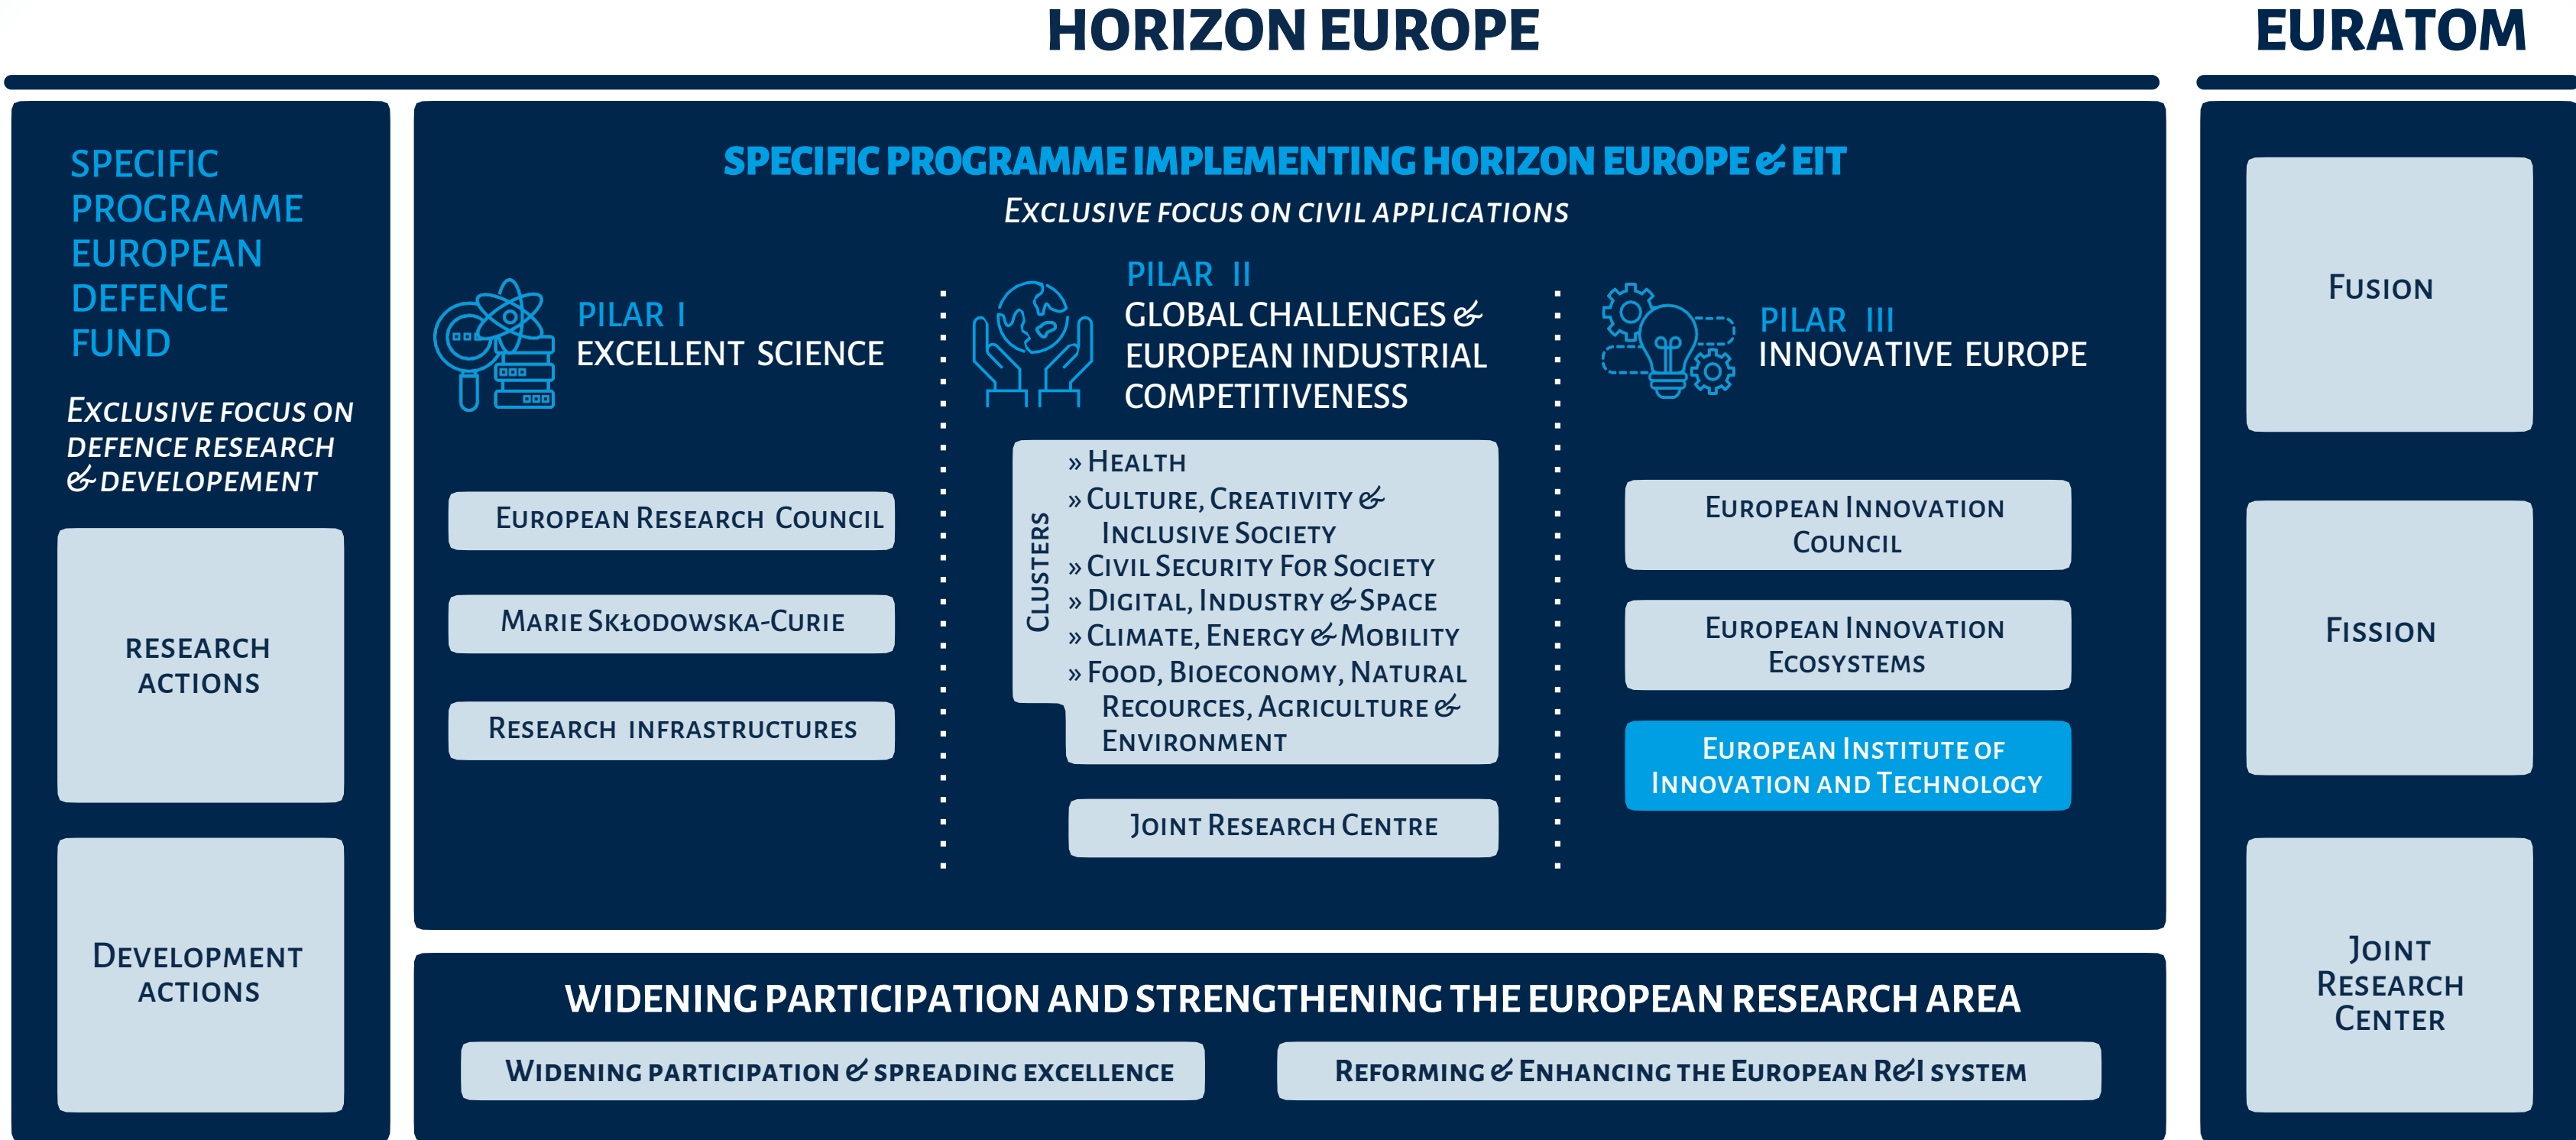 HORIZON EUROPE
EURATOM
SPECIFIC
PROGRAMME
EUROPEAN
DEFENCE
FUND
EXCLUSIVE FOCUS ON
DEFENCE RESEARCH
& DEVELOPEMENT
RESEARCH
ACTIONS
DEVELOPMENT
ACTIONS
SPECIFIC PROGRAMME IMPLEMENTING HORIZON EUROPE & EIT
EXCLUSIVE FOCUS ON CIVIL APPLICATIONS
PILAR I
EXCELLENT SCIENCE
EUROPEAN RESEARCH COUNCIL
MARIE SKŁODOWSKA-CURIE
RESEARCH INFRASTRUCTURES
PILAR II
GLOBAL CHALLENGES &
EUROPEAN INDUSTRIAL
COMPETITIVENESS
CLUSTERS
» HEALTH
» CULTURE, CREATIVITY &
INCLUSIVE SOCIETY
» CIVIL SECURITY FOR SOCIETY
» DIGITAL, INDUSTRY & SPACE
» CLIMATE, ENERGY & MOBILITY
» FOOD, BIOECONOMY, NATURAL
RECOURCES, AGRICULTURE &
ENVIRONMENT
JOINT RESEARCH CENTRE
PILAR III
INNOVATIVE EUROPE
EUROPEAN INNOVATION
COUNCIL
EUROPEAN INNOVATION
ECOSYSTEMS
EUROPEAN INSTITUTE OF
INNOVATION AND TECHNOLOGY
WIDENING PARTICIPATION AND STRENGTHENING THE EUROPEAN RESEARCH AREA
WIDENING PARTICIPATION & SPREADING EXCELLENCE
REFORMING & ENHANCING THE EUROPEAN R&I SYSTEM
FUSION
FISSION
JOINT
RESEARCH
CENTER